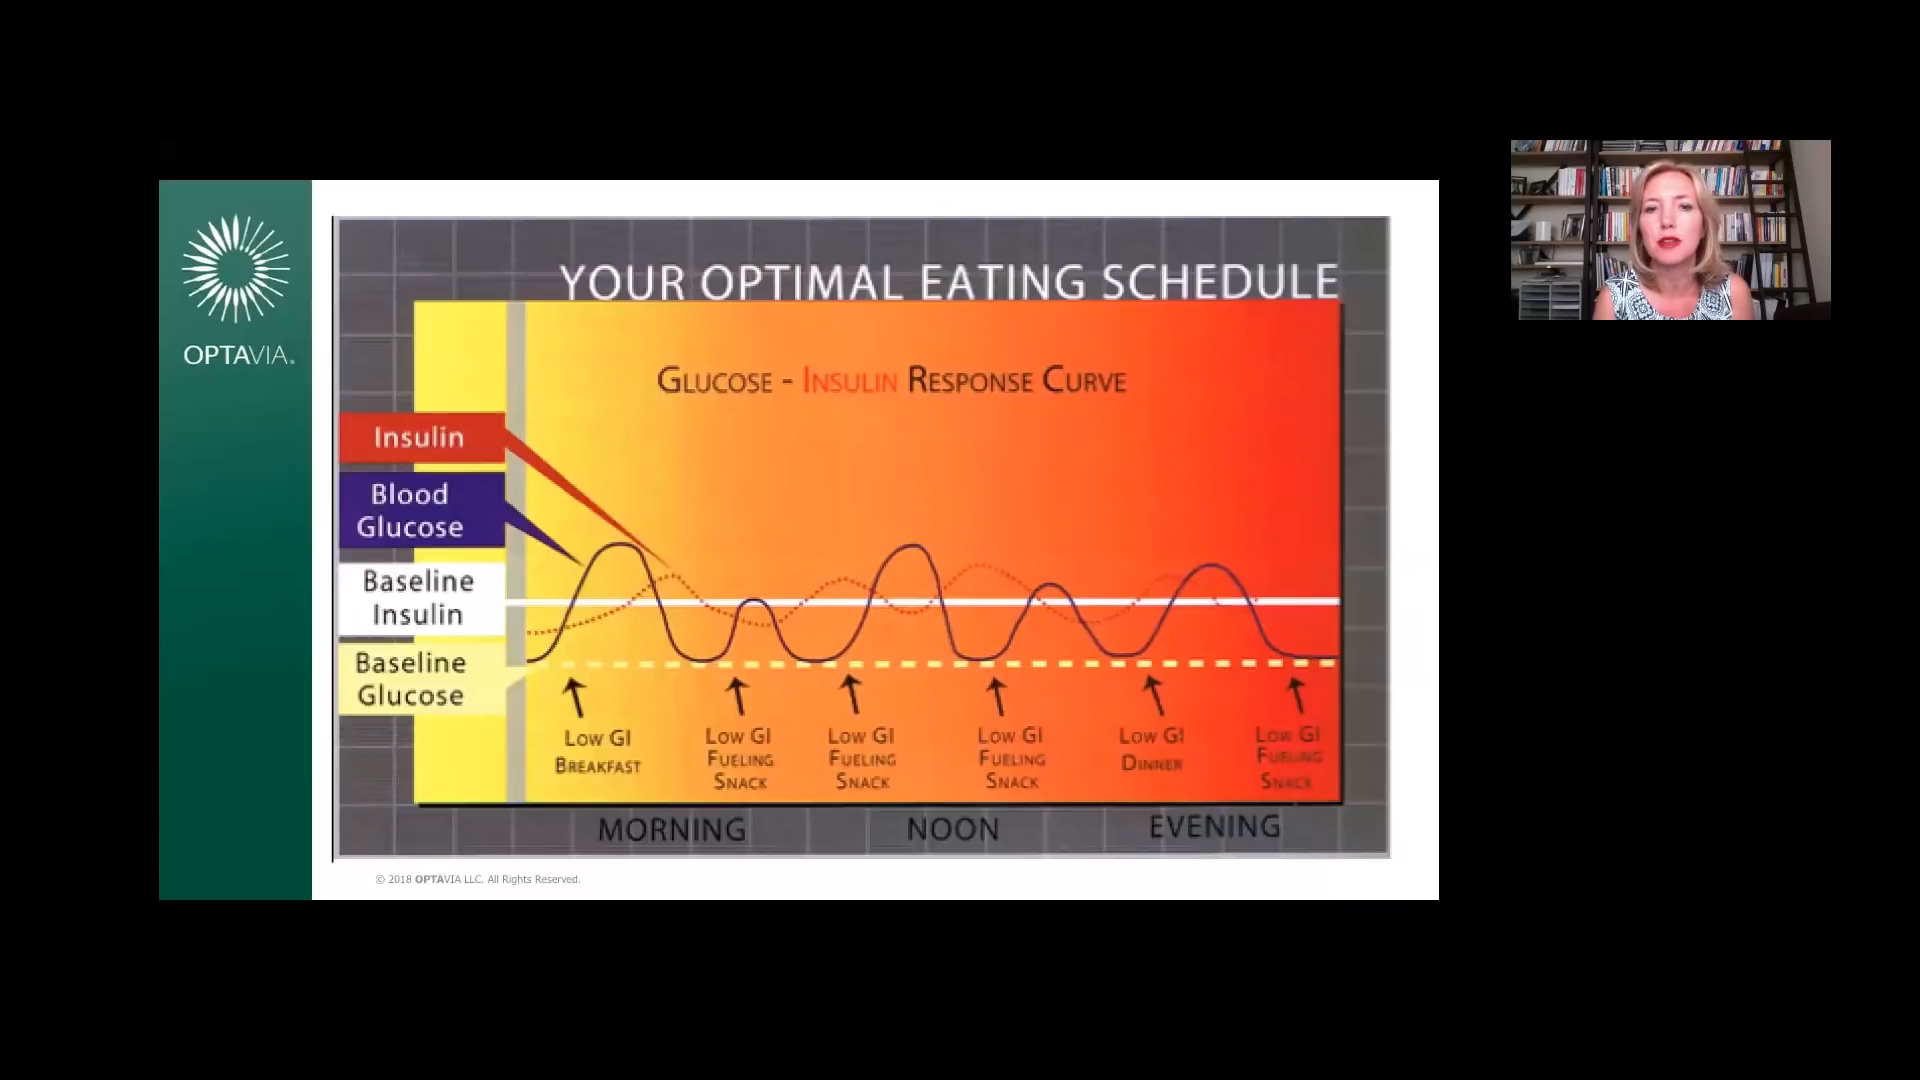 OPTAVIA.
YOUR OPTIMAL EATING SCHEDULE
GLUCOSE - INSULIN RESPONSE CURVE
Insulin
Blood
Glucose
Baseline
Insulin
Baseline
Glucose
LOW GI
BREAKFAST
LOW GI
FUELING
SNACK
LOW GI
FUELING
SNACK
LOW GI
FUELING
SNACK
LOW GI
DINNER
LOW GI
FUELING
SNACK
MORNING
NOON
EVENING
© 2018 OPTAVIA LLC. All Rights Reserved.